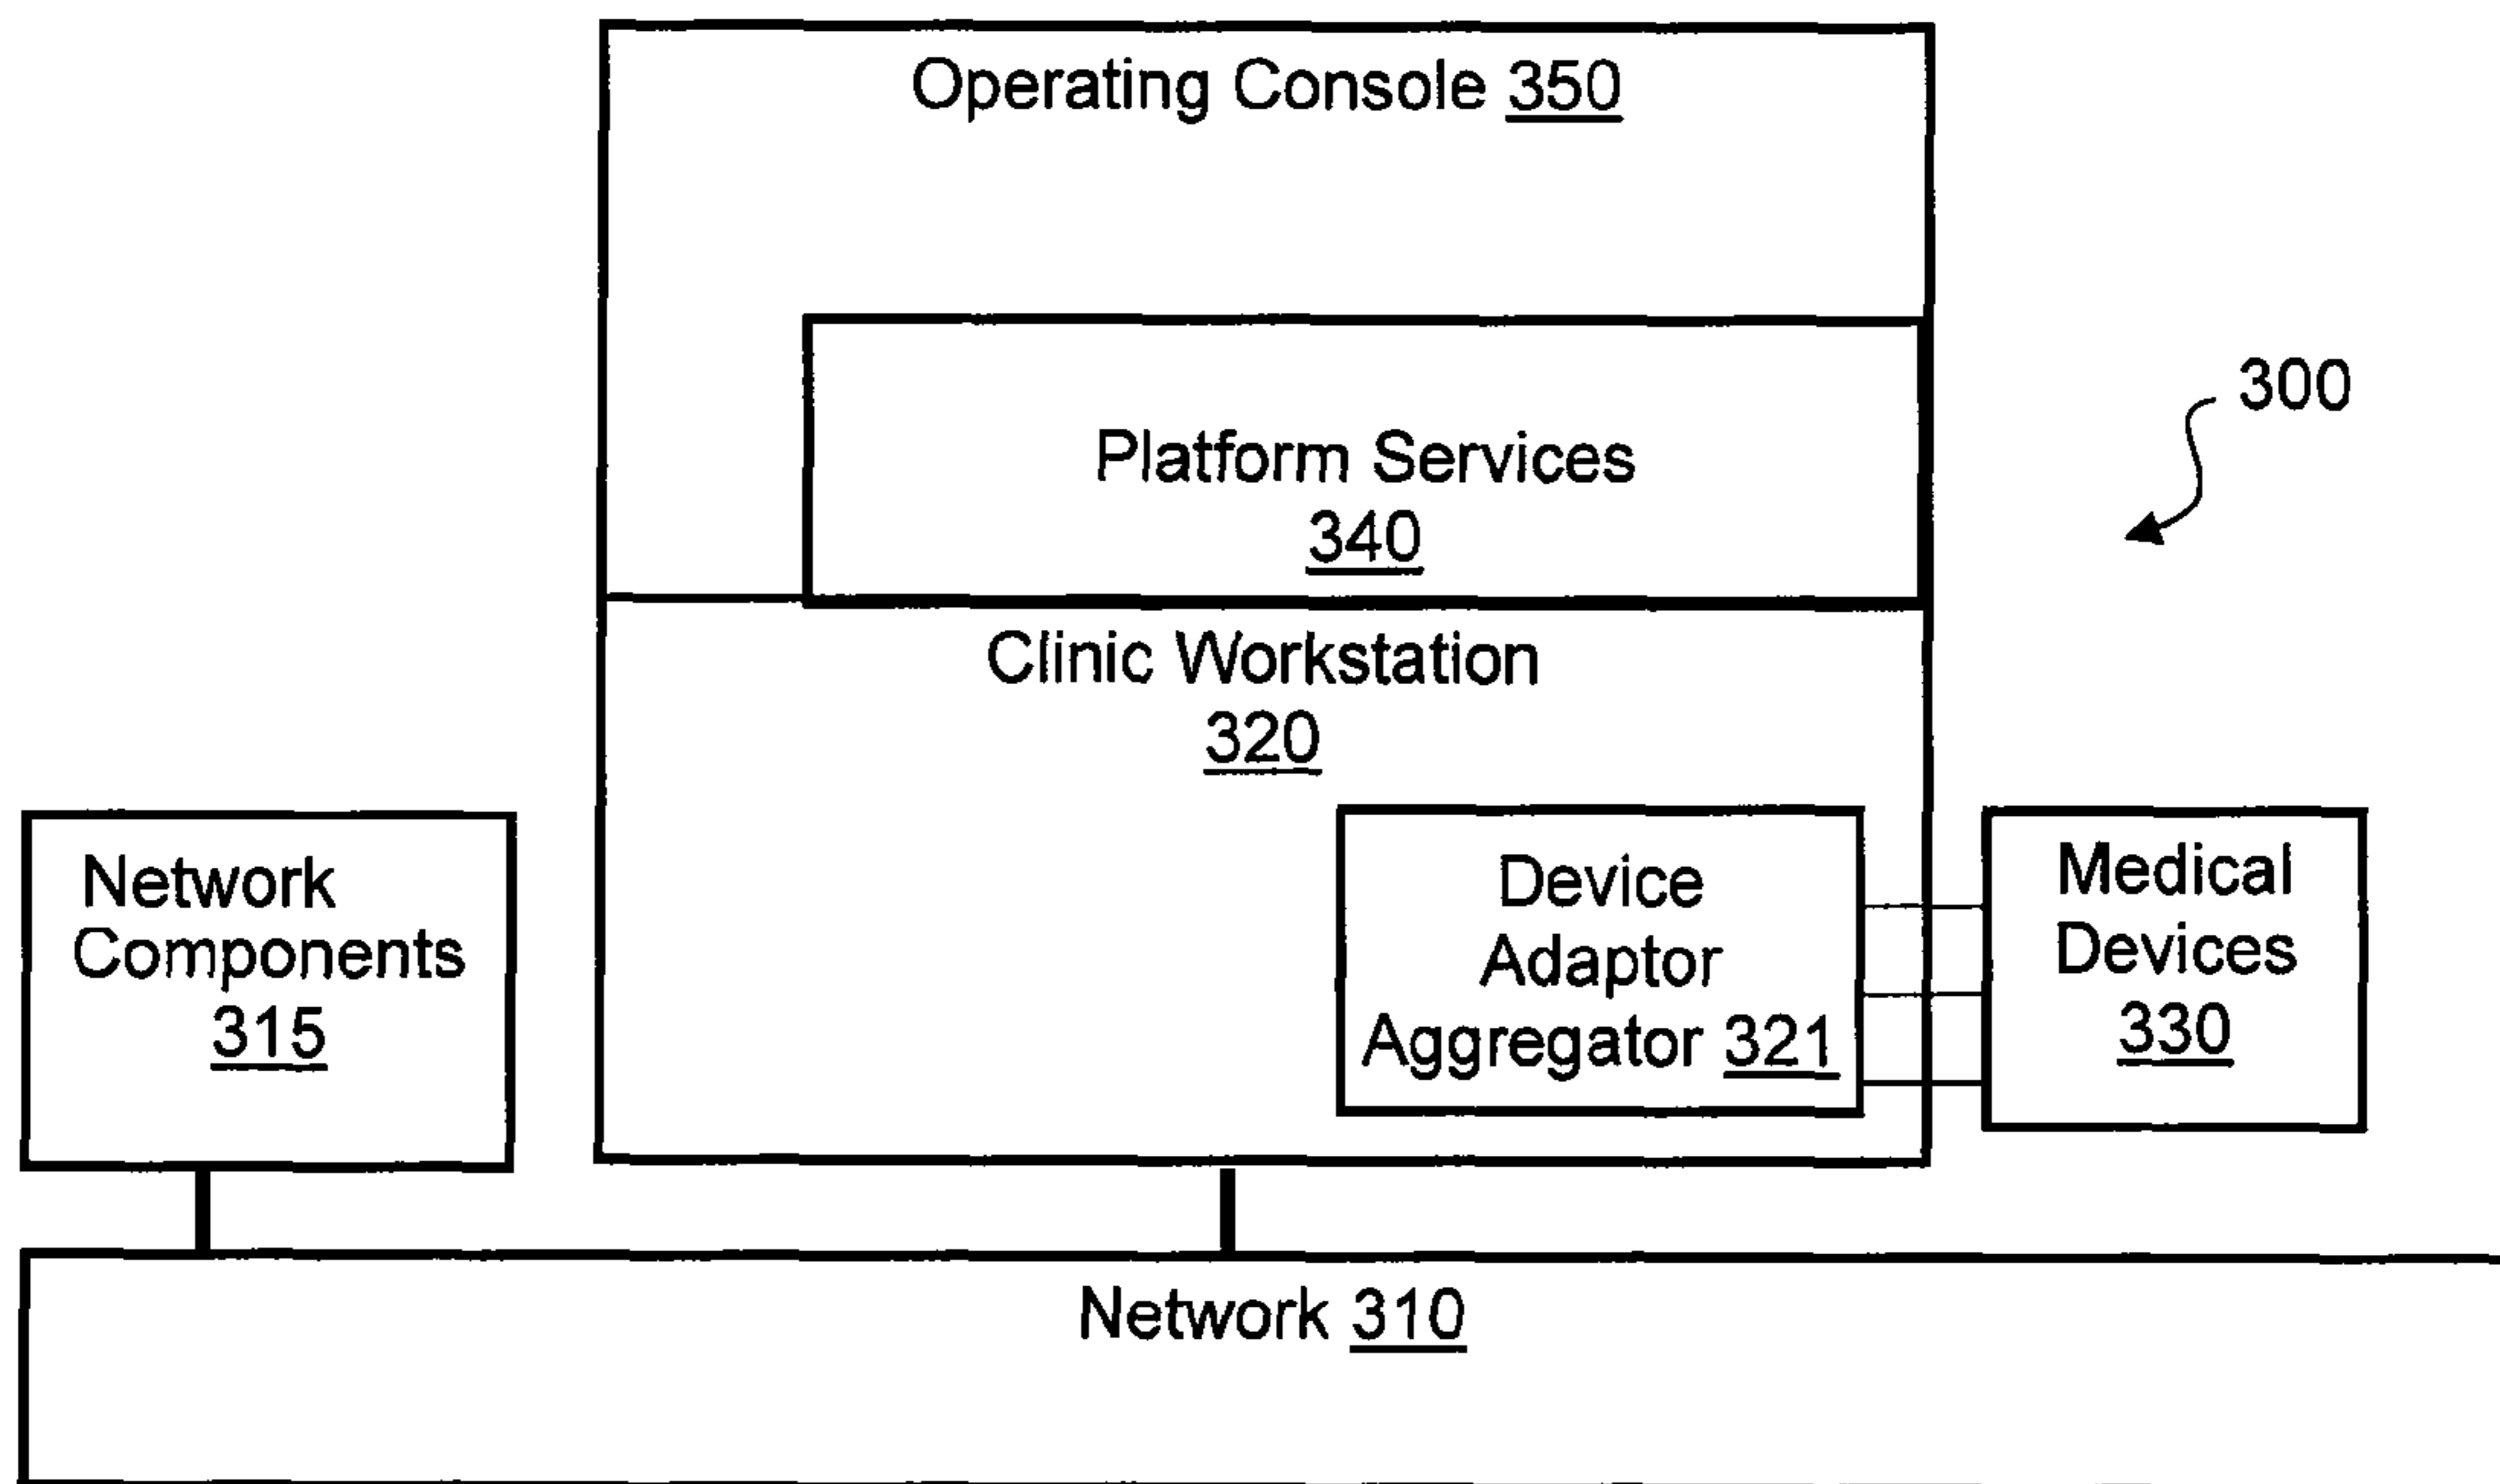 Operating Console 350
300
Platform Services
340
Clinic Workstation
320
Network
Components
315
Device
Adaptor
Aggregator 321
Medical
Devices
330
Network 310